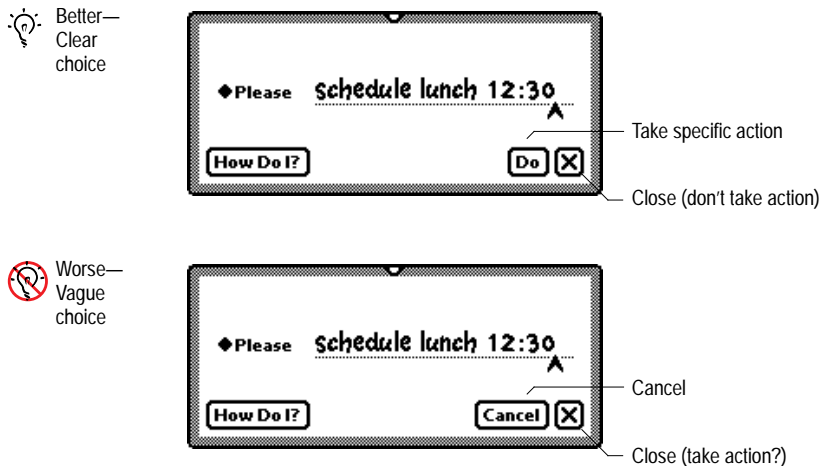 Better—
Clear
choice
◆Please schedule lunch 12:30
Take specific action
How Do I? Do X
Close (don't take action)
Worse—
Vague
choice
◆Please schedule lunch 12:30
Cancel
How Do I? Cancel X
Close (take action?)